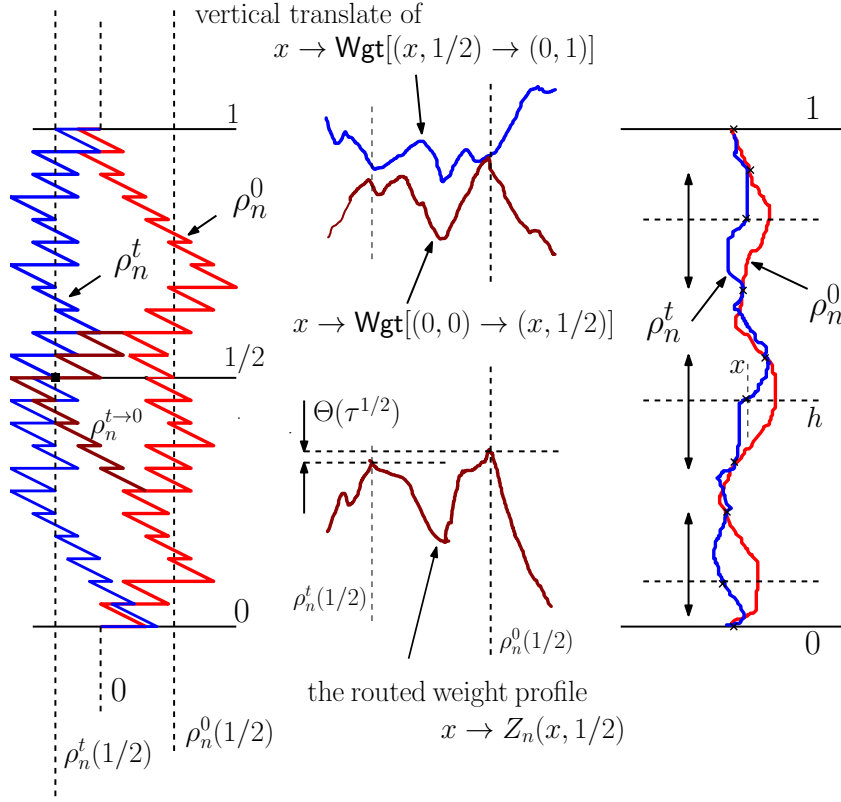 vertical translate of
x → Wgt[(x, 1/2) → (0, 1)]
1
1
ρ_n^0
ρ_n^t
x → Wgt[(0, 0) → (x, 1/2)]
ρ_n^t
ρ_n^0
1/2
x
Θ(τ^{1/2})
h
ρ_n^{t→0}
ρ_n^t(1/2)
0
ρ_n^0(1/2)
0
0
the routed weight profile
x → Z_n(x, 1/2)
ρ_n^0(1/2)
ρ_n^t(1/2)